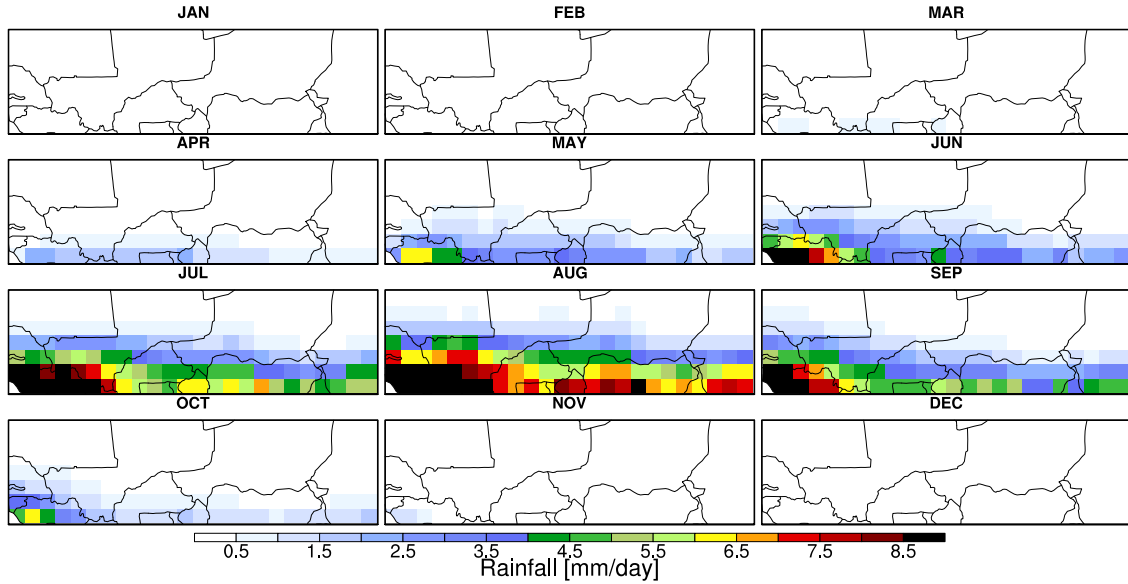 JAN FEB MAR
APR MAY JUN
JUL AUG SEP
OCT NOV DEC
0.5 1.5 2.5 3.5 4.5 5.5 6.5 7.5 8.5
Rainfall [mm/day]